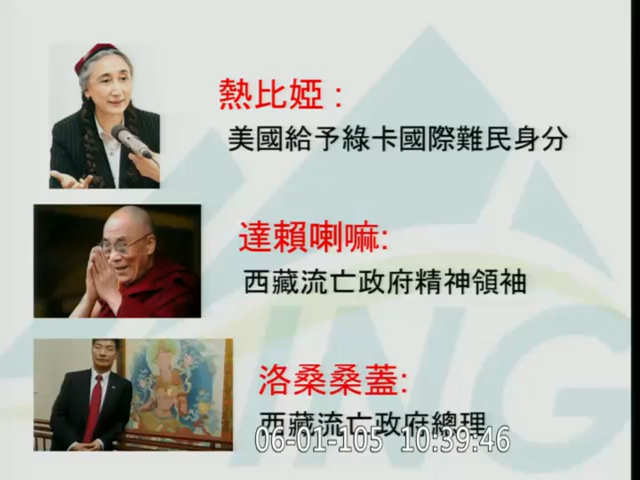 熱比婭 :
美國給予綠卡國際難民身分
達賴喇嘛:
西藏流亡政府精神領袖
洛桑桑蓋:
西藏流亡政府總理
06-01-105 10:39:46
ING